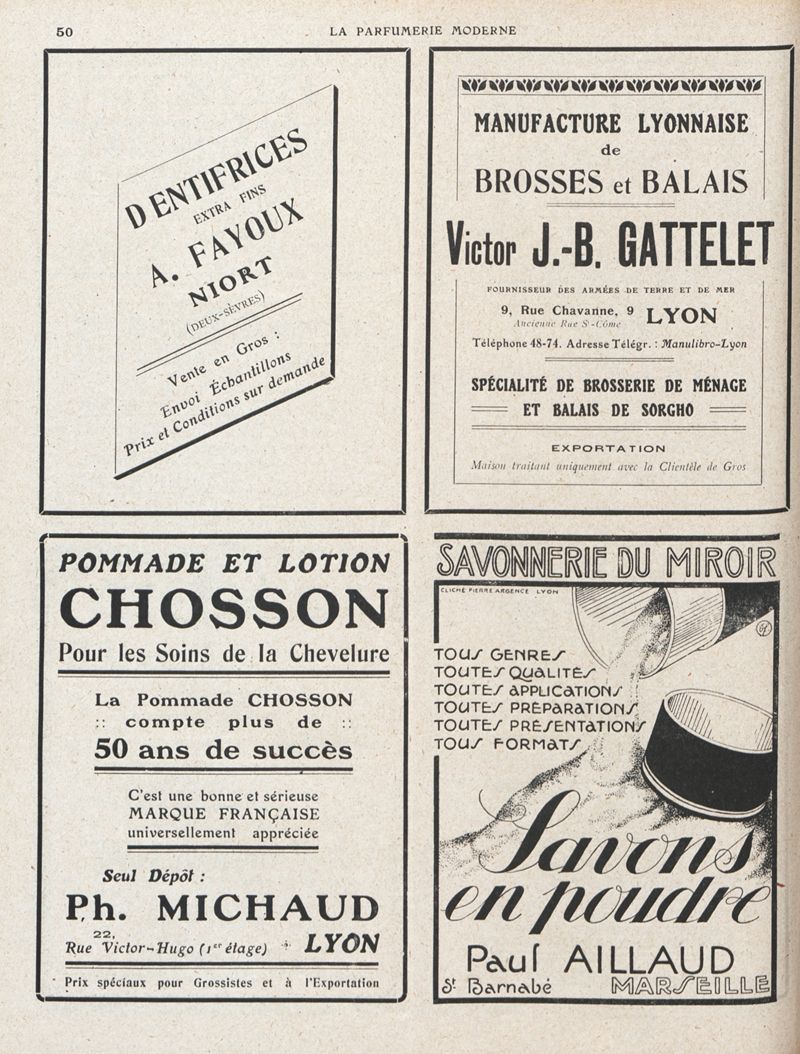 50
LA PARFUMERIE MODERNE
DENTIFRICES
EXTRA FINS
A. FAYOUX
NIORT
(DEUX-SÈVRES)
Vente en Gros :
Envoi Échantillons
Prix et Conditions sur demande
MANUFACTURE LYONNAISE
de
BROSSES et BALAIS
Victor J.-B. GATTELET
FOURNISSEUR DES ARMÉES DE TERRE ET DE MER
9, Rue Chavanne, 9 LYON
Ancienne Rue St-Côme
Téléphone 48-74. Adresse Télégr. : Manulibro-Lyon
SPÉCIALITÉ DE BROSSERIE DE MÉNAGE
ET BALAIS DE SORGHO
EXPORTATION
Maison traitant uniquement avec la Clientèle de Gros
POMMADE ET LOTION
CHOSSON
Pour les Soins de la Chevelure
La Pommade CHOSSON
:: compte plus de ::
50 ans de succès
C'est une bonne et sérieuse
MARQUE FRANÇAISE
universellement appréciée
Seul Dépôt :
Ph. MICHAUD
22,
Rue Victor-Hugo (1er étage) LYON
Prix spéciaux pour Grossistes et à l'Exportation
SAVONNERIE DU MIROIR
CLICHÉ PIERRE ARGENCE LYON
TOUS GENRES
TOUTES QUALITÉS
TOUTES APPLICATIONS
TOUTES PRÉPARATIONS
TOUTES PRÉSENTATIONS
TOUS FORMATS
Savons
en poudre
Paul AILLAUD
St Barnabé MARSEILLE